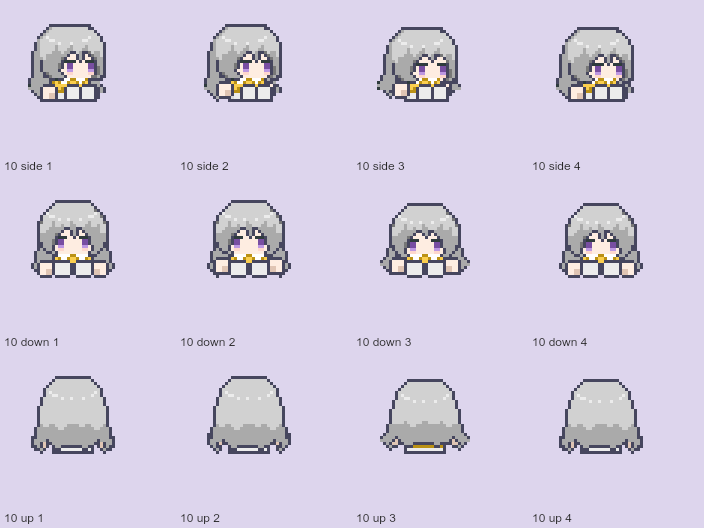 10 side 1
10 side 2
10 side 3
10 side 4
10 down 1
10 down 2
10 down 3
10 down 4
10 up 1
10 up 2
10 up 3
10 up 4